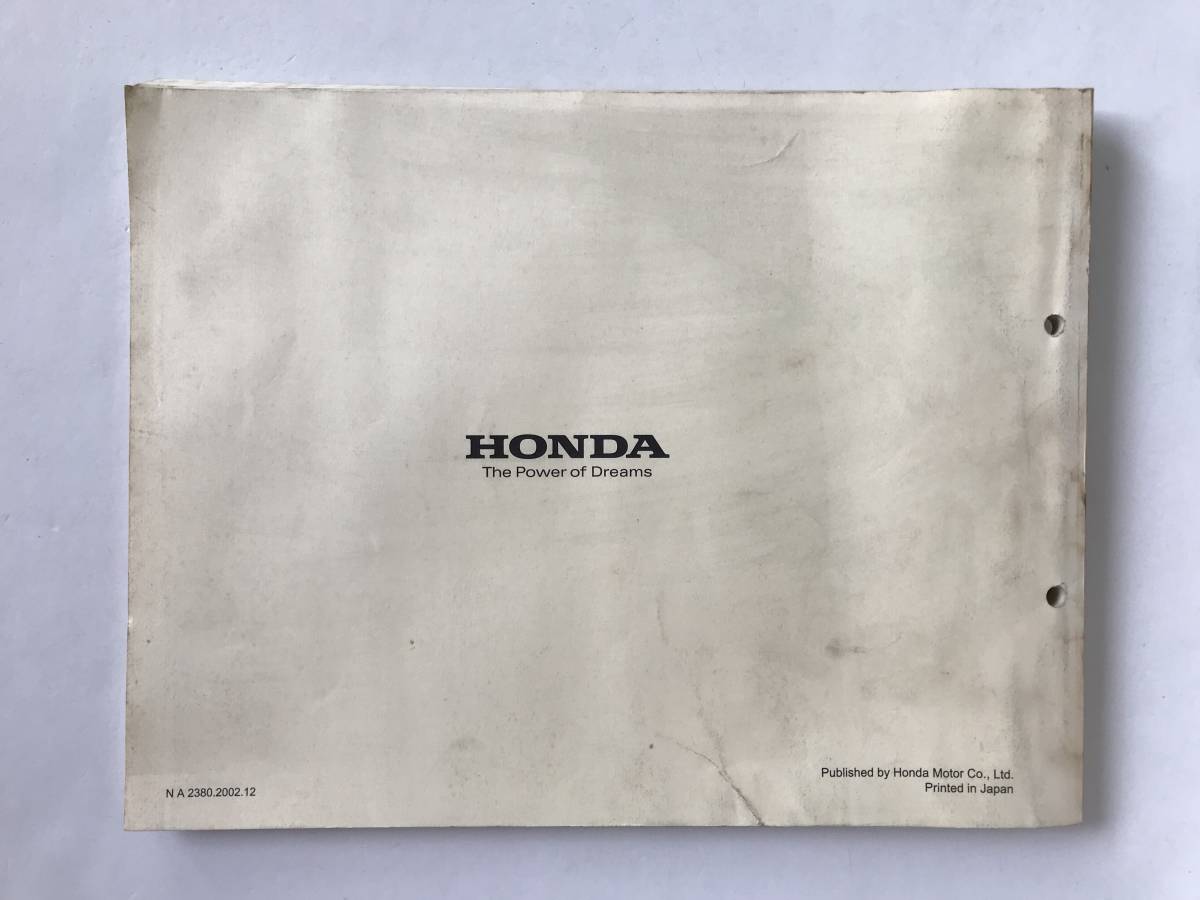 HONDA
The Power of Dreams
N A 2380.2002.12
Published by Honda Motor Co., Ltd.
Printed in Japan